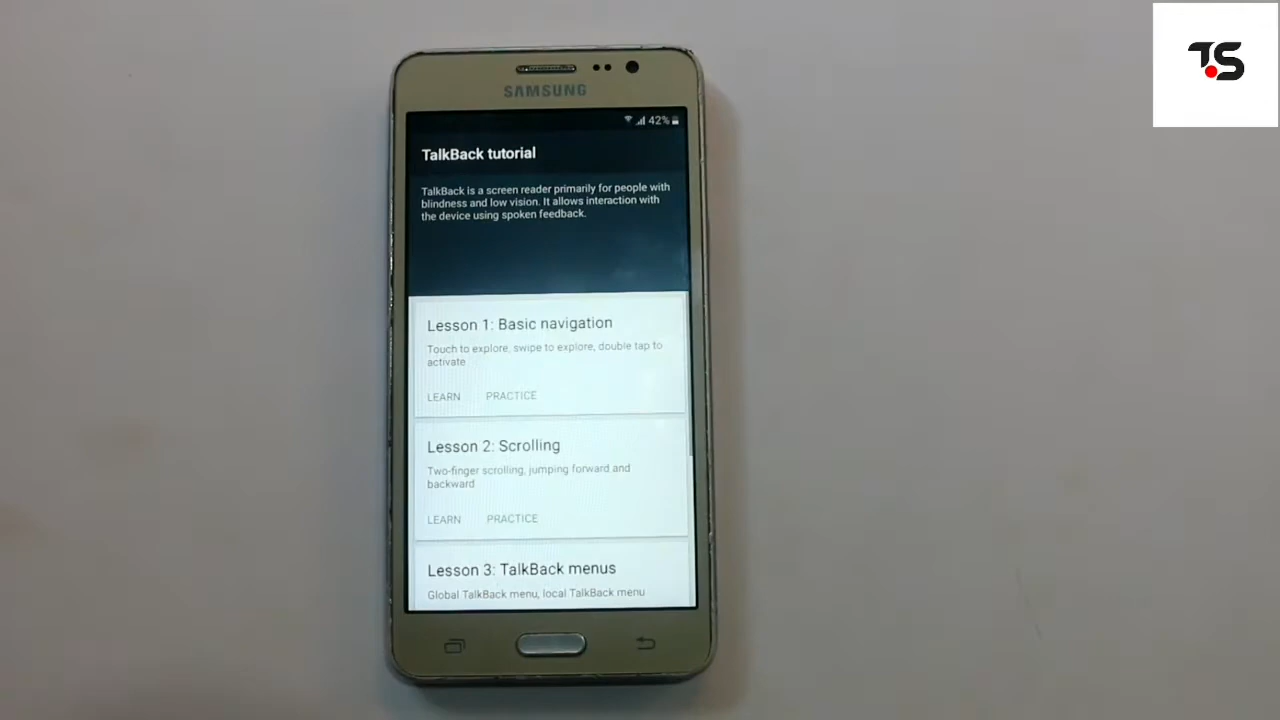 T.S
SAMSUNG
42%
TalkBack tutorial
TalkBack is a screen reader primarily for people with
blindness and low vision. It allows interaction with
the device using spoken feedback.
Lesson 1: Basic navigation
Touch to explore, swipe to explore, double tap to
activate
LEARN PRACTICE
Lesson 2: Scrolling
Two-finger scrolling, jumping forward and
backward
LEARN PRACTICE
Lesson 3: TalkBack menus
Global TalkBack menu, local TalkBack menu